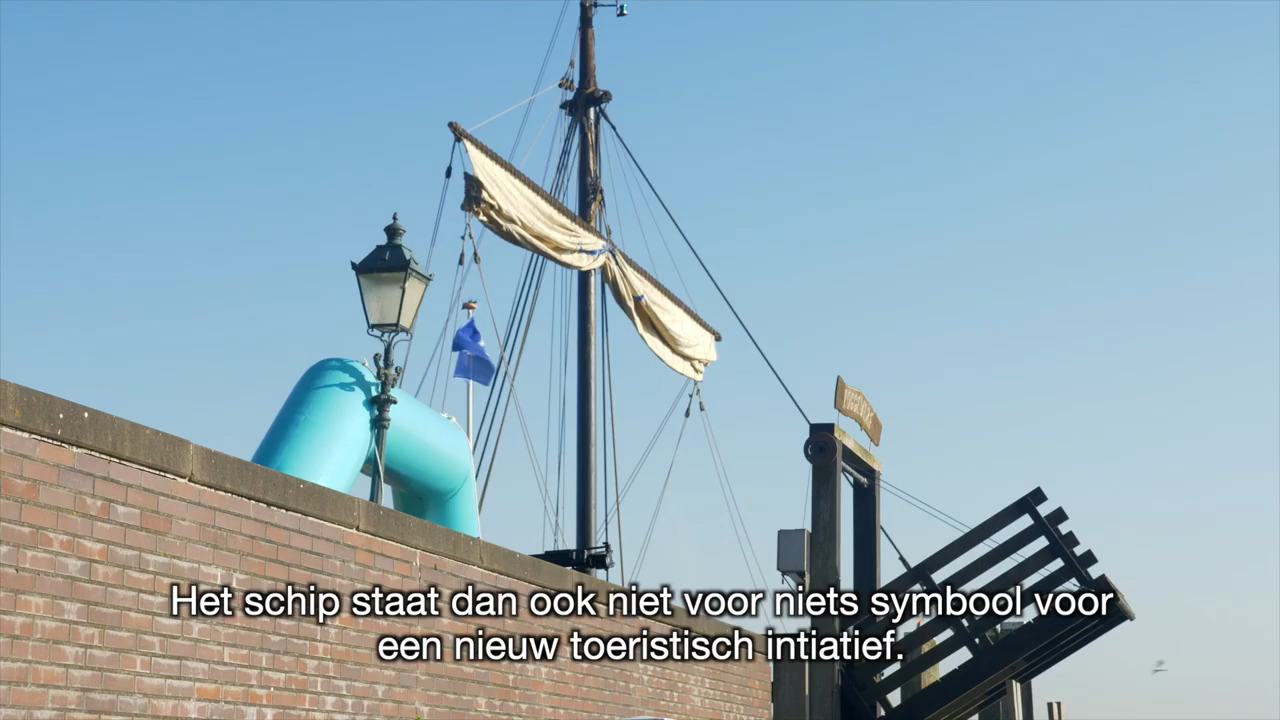 Het schip staat dan ook niet voor niets symbool voor
een nieuw toeristisch intiatief.